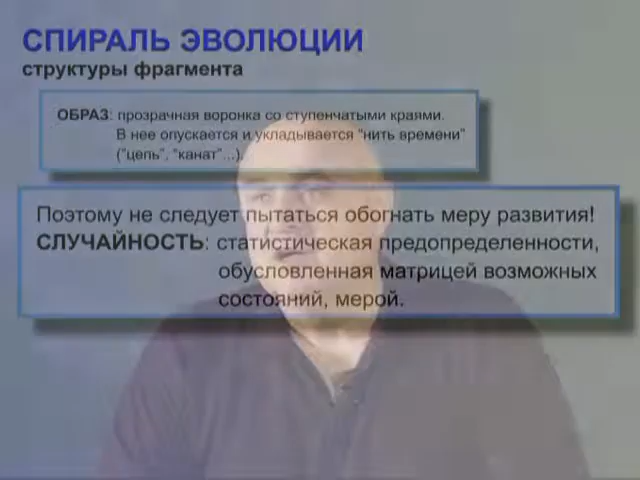 СПИРАЛЬ ЭВОЛЮЦИИ
структуры фрагмента
ОБРАЗ: прозрачная воронка со ступенчатыми краями.
В нее опускается и укладывается "нить времени"
("цепь", "канат"...).
Поэтому не следует пытаться обогнать меру развития!
СЛУЧАЙНОСТЬ: статистическая предопределенности,
обусловленная матрицей возможных
состояний, мерой.